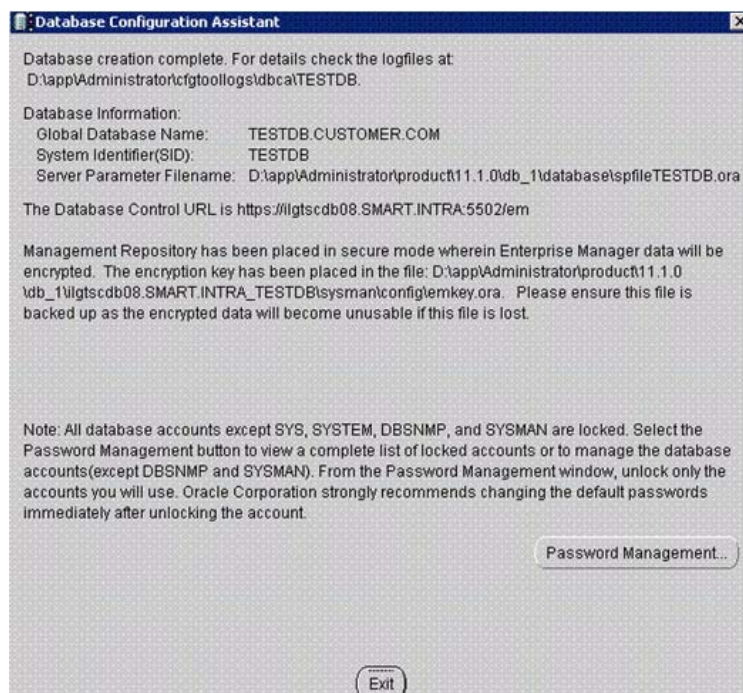 Database Configuration Assistant
Database creation complete. For details check the logfiles at:
D:\app\Administrator\cfgtoollogs\dbca\TESTDB.
Database Information:
Global Database Name: TESTDB.CUSTOMER.COM
System Identifier(SID): TESTDB
Server Parameter Filename: D:\app\Administrator\product\11.1.0\db_1\database\spfileTESTDB.ora
The Database Control URL is https://ilgtscdb08.SMART.INTRA:5502/em
Management Repository has been placed in secure mode wherein Enterprise Manager data will be
encrypted. The encryption key has been placed in the file: D:\app\Administrator\product\11.1.0
\db_1\ilgtscdb08.SMART.INTRA_TESTDB\sysman\config\emkey.ora. Please ensure this file is
backed up as the encrypted data will become unusable if this file is lost.
Note: All database accounts except SYS, SYSTEM, DBSNMP, and SYSMAN are locked. Select the
Password Management button to view a complete list of locked accounts or to manage the database
accounts(except DBSNMP and SYSMAN). From the Password Management window, unlock only the
accounts you will use. Oracle Corporation strongly recommends changing the default passwords
immediately after unlocking the account.
Password Management...
Exit